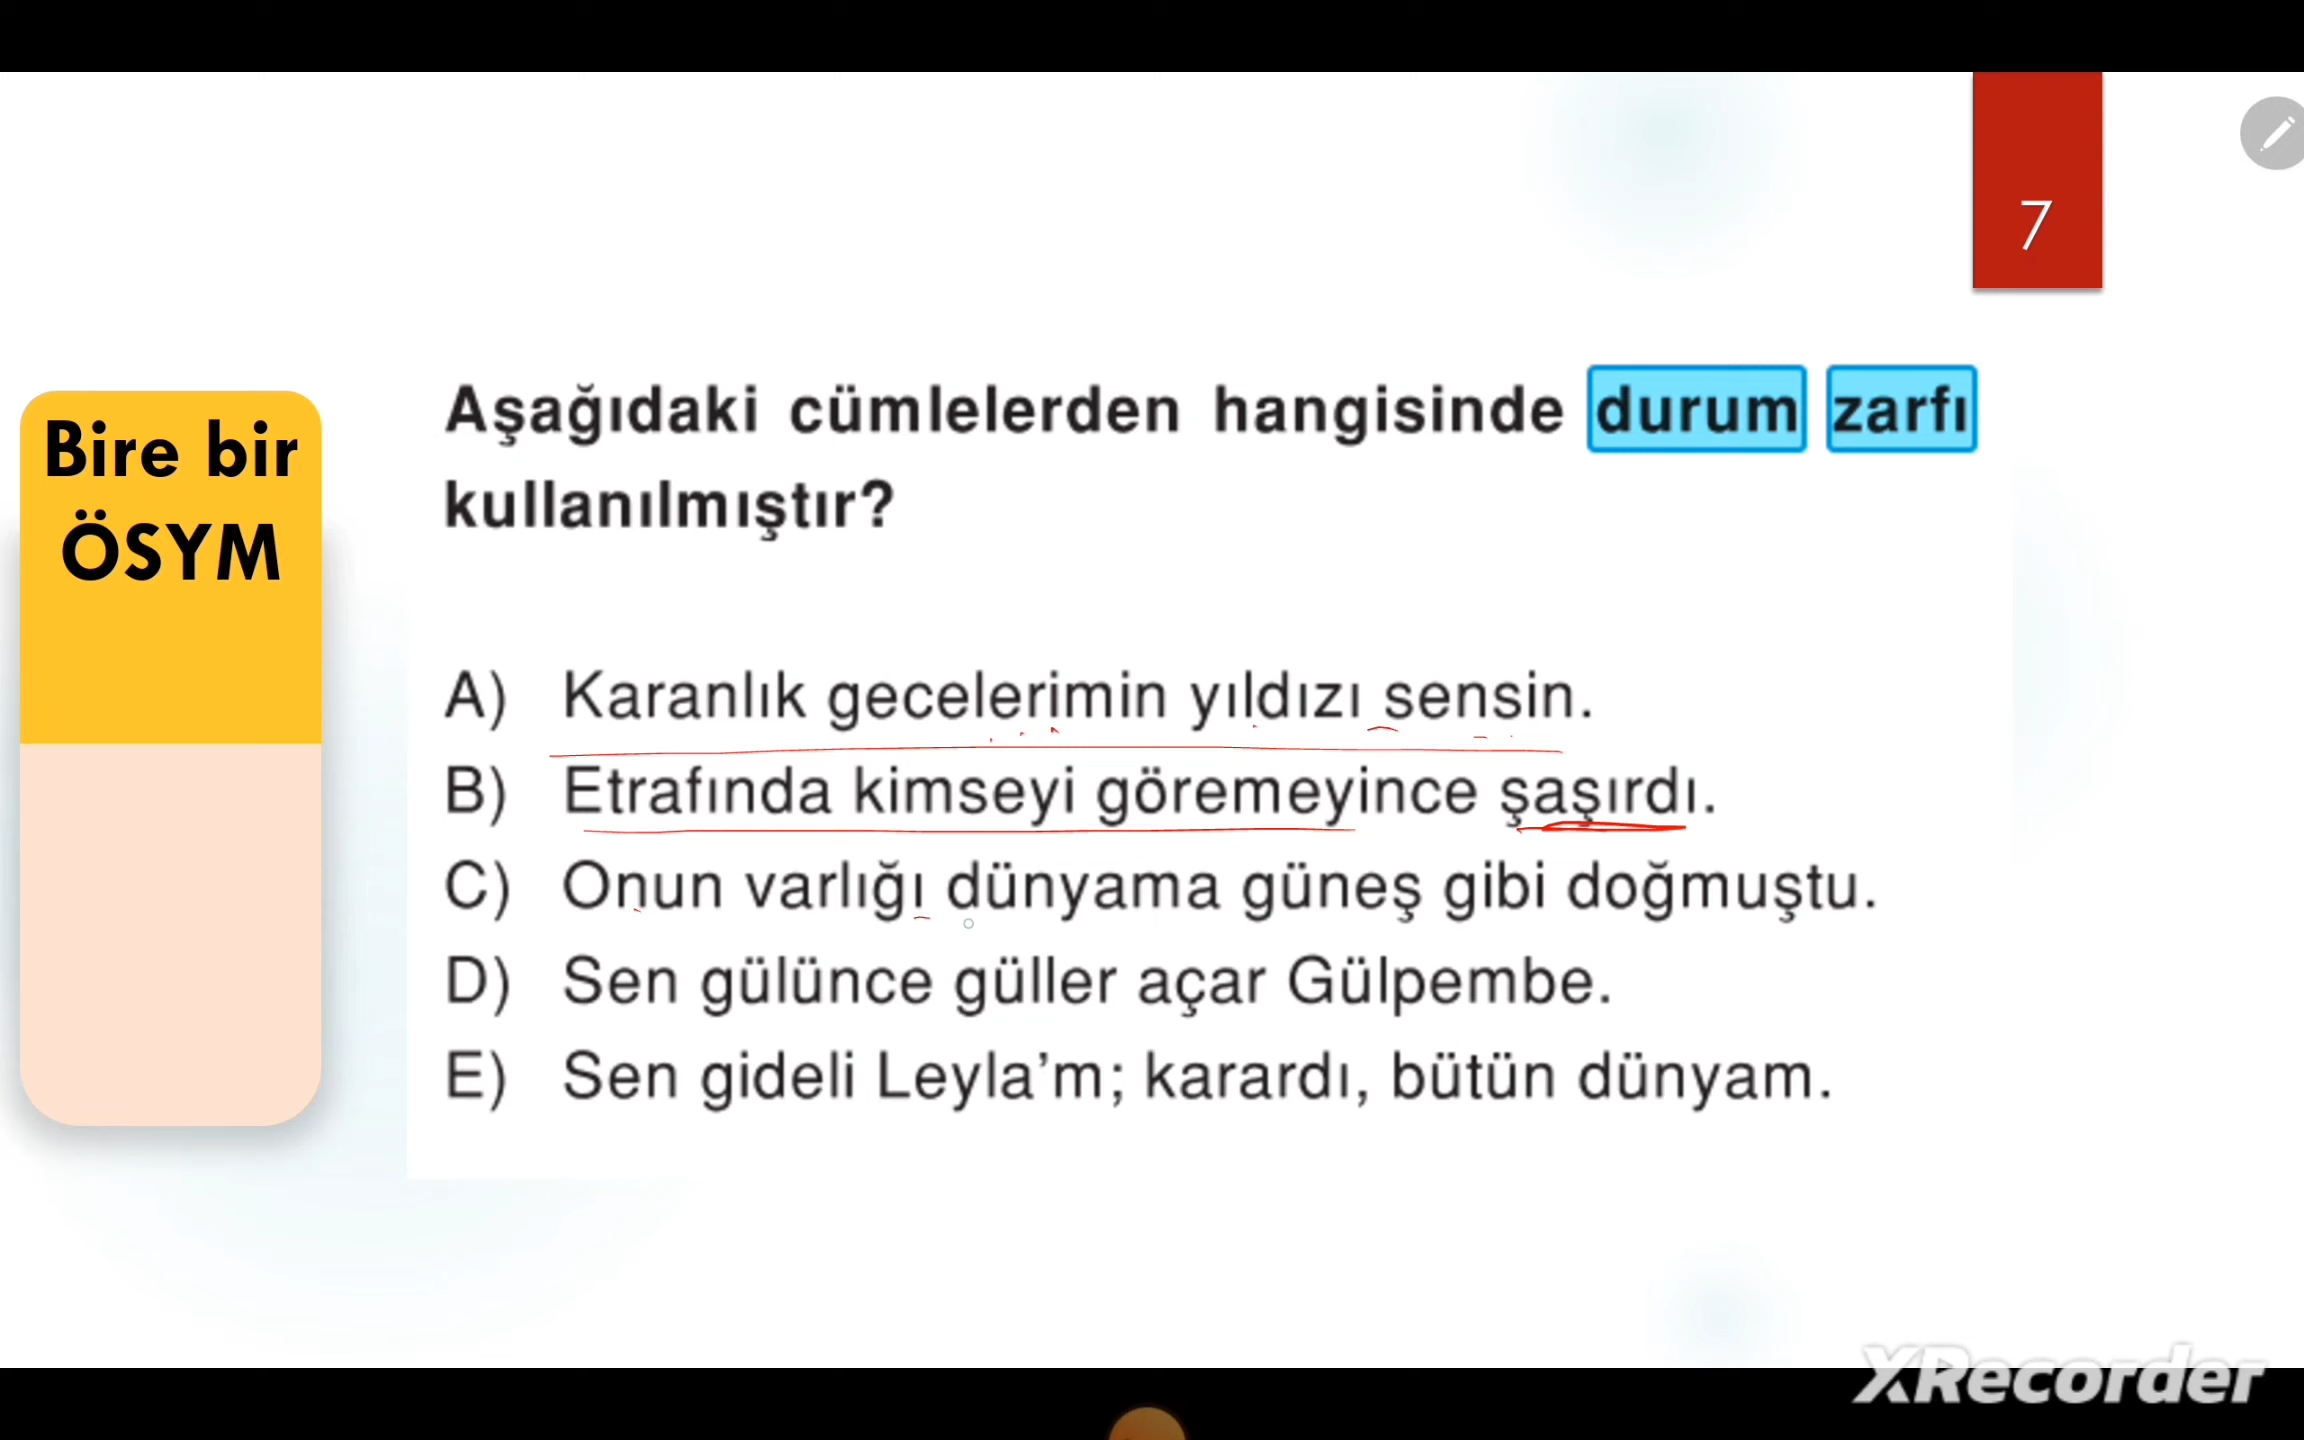 7
Bire bir
ÖSYM
Aşağıdaki cümlelerden hangisinde durum zarfı
kullanılmıştır?
A) Karanlık gecelerimin yıldızı sensin.
B) Etrafında kimseyi göremeyince şaşırdı.
C) Onun varlığı dünyama güneş gibi doğmuştu.
D) Sen gülünce güller açar Gülpembe.
E) Sen gideli Leyla’m; karardı, bütün dünyam.
XRecorder